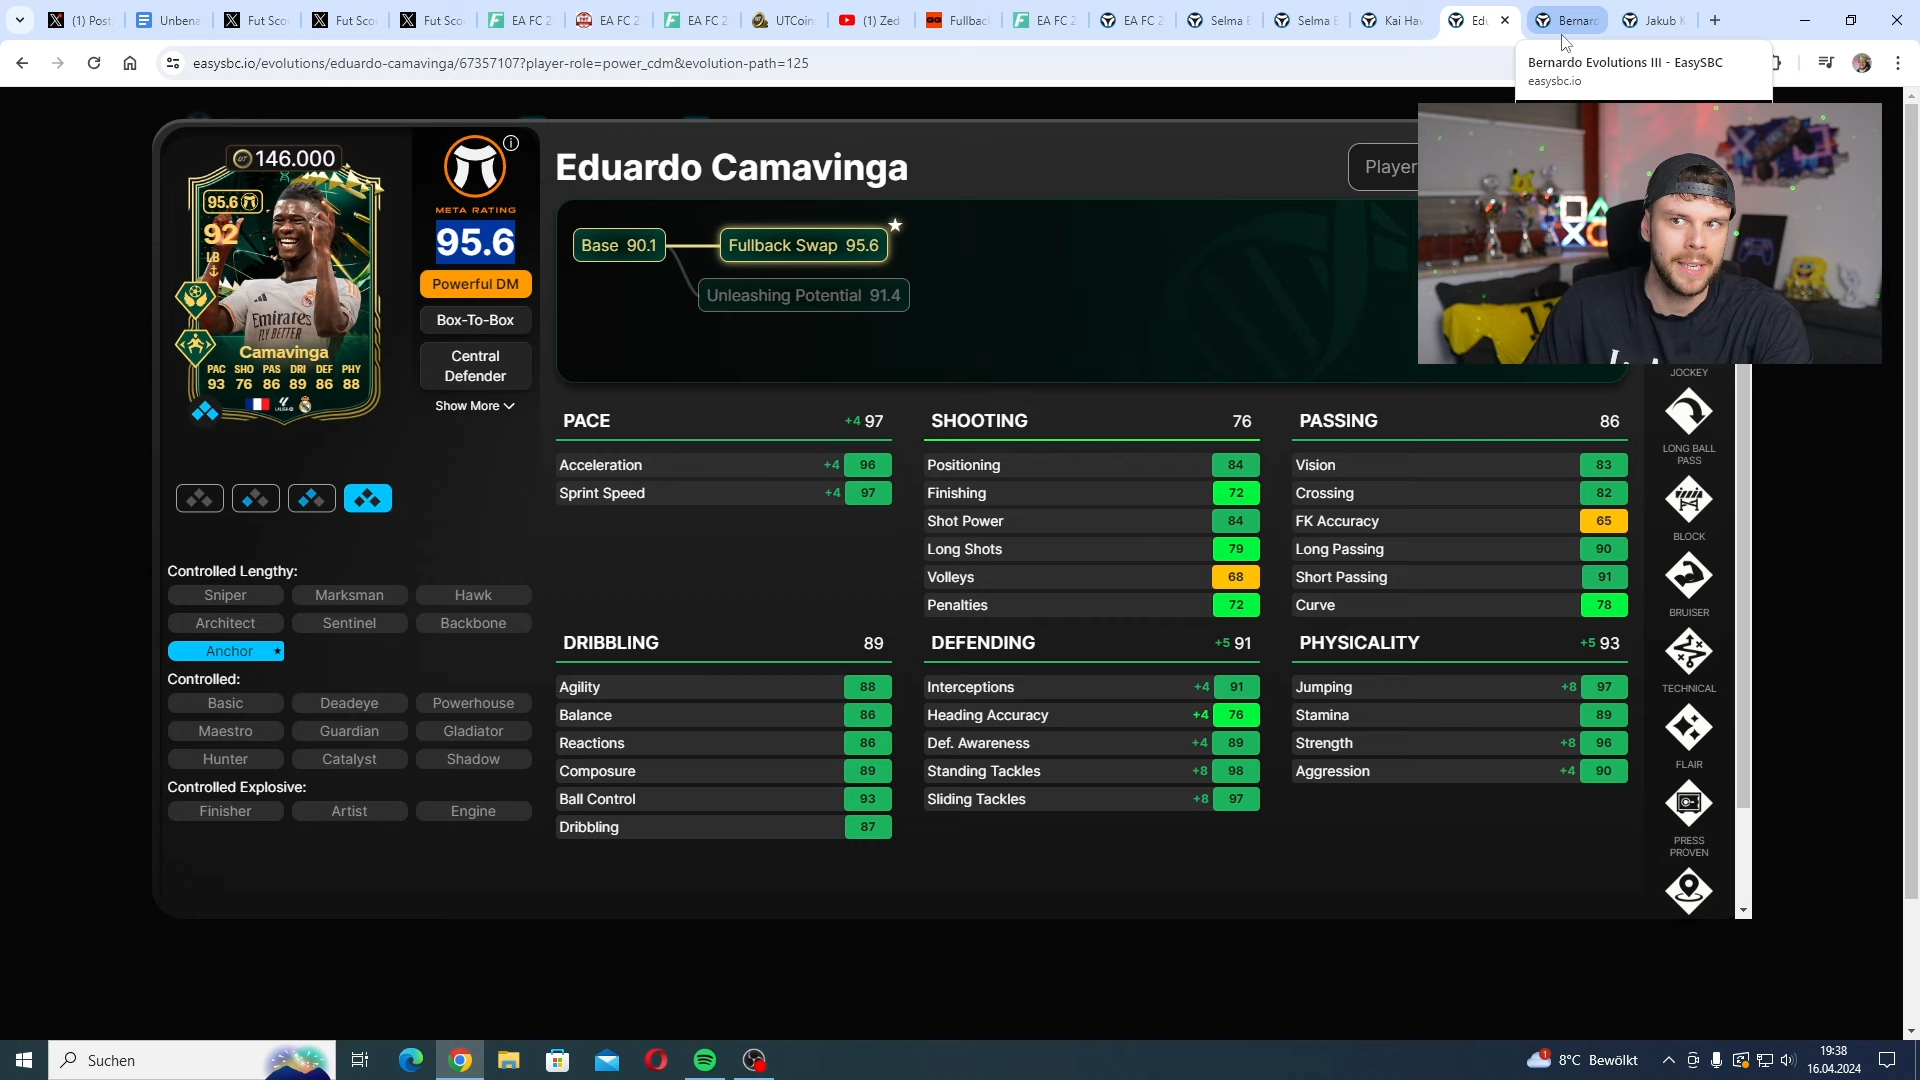 (1) Post
Unbena
Fut Sco
Fut Sco
Fut Sco
EA FC 2
EA FC 2
EA FC 2
UTCoin
(1) Zed
Fullbac
EA FC 2
EA FC 2
Selma B
Selma B
Kai Hav
Edu
Bernard
Jakub K
easysbc.io/evolutions/eduardo-camavinga/67357107?player-role=power_cdm&evolution-path=125
Bernardo Evolutions III - EasySBC
easysbc.io
146.000
95.6
92
LB
Emirates
FLY BETTER
Camavinga
PAC SHO PAS DRI DEF PHY
93 76 86 89 86 88
META RATING
95.6
Powerful DM
Box-To-Box
Central
Defender
Show More
Eduardo Camavinga
Player
Base 90.1
Fullback Swap 95.6
Unleashing Potential 91.4
Controlled Lengthy:
Sniper Marksman Hawk
Architect Sentinel Backbone
Anchor
Controlled:
Basic Deadeye Powerhouse
Maestro Guardian Gladiator
Hunter Catalyst Shadow
Controlled Explosive:
Finisher Artist Engine
PACE +4 97
Acceleration +4 96
Sprint Speed +4 97
SHOOTING 76
Positioning 84
Finishing 72
Shot Power 84
Long Shots 79
Volleys 68
Penalties 72
PASSING 86
Vision 83
Crossing 82
FK Accuracy 65
Long Passing 90
Short Passing 91
Curve 78
DRIBBLING 89
Agility 88
Balance 86
Reactions 86
Composure 89
Ball Control 93
Dribbling 87
DEFENDING +5 91
Interceptions +4 91
Heading Accuracy +4 76
Def. Awareness +4 89
Standing Tackles +8 98
Sliding Tackles +8 97
PHYSICALITY +5 93
Jumping +8 97
Stamina 89
Strength +8 96
Aggression +4 90
JOCKEY
LONG BALL
PASS
BLOCK
BRUISER
TECHNICAL
FLAIR
PRESS
PROVEN
Suchen
1
8°C Bewölkt
19:38
16.04.2024